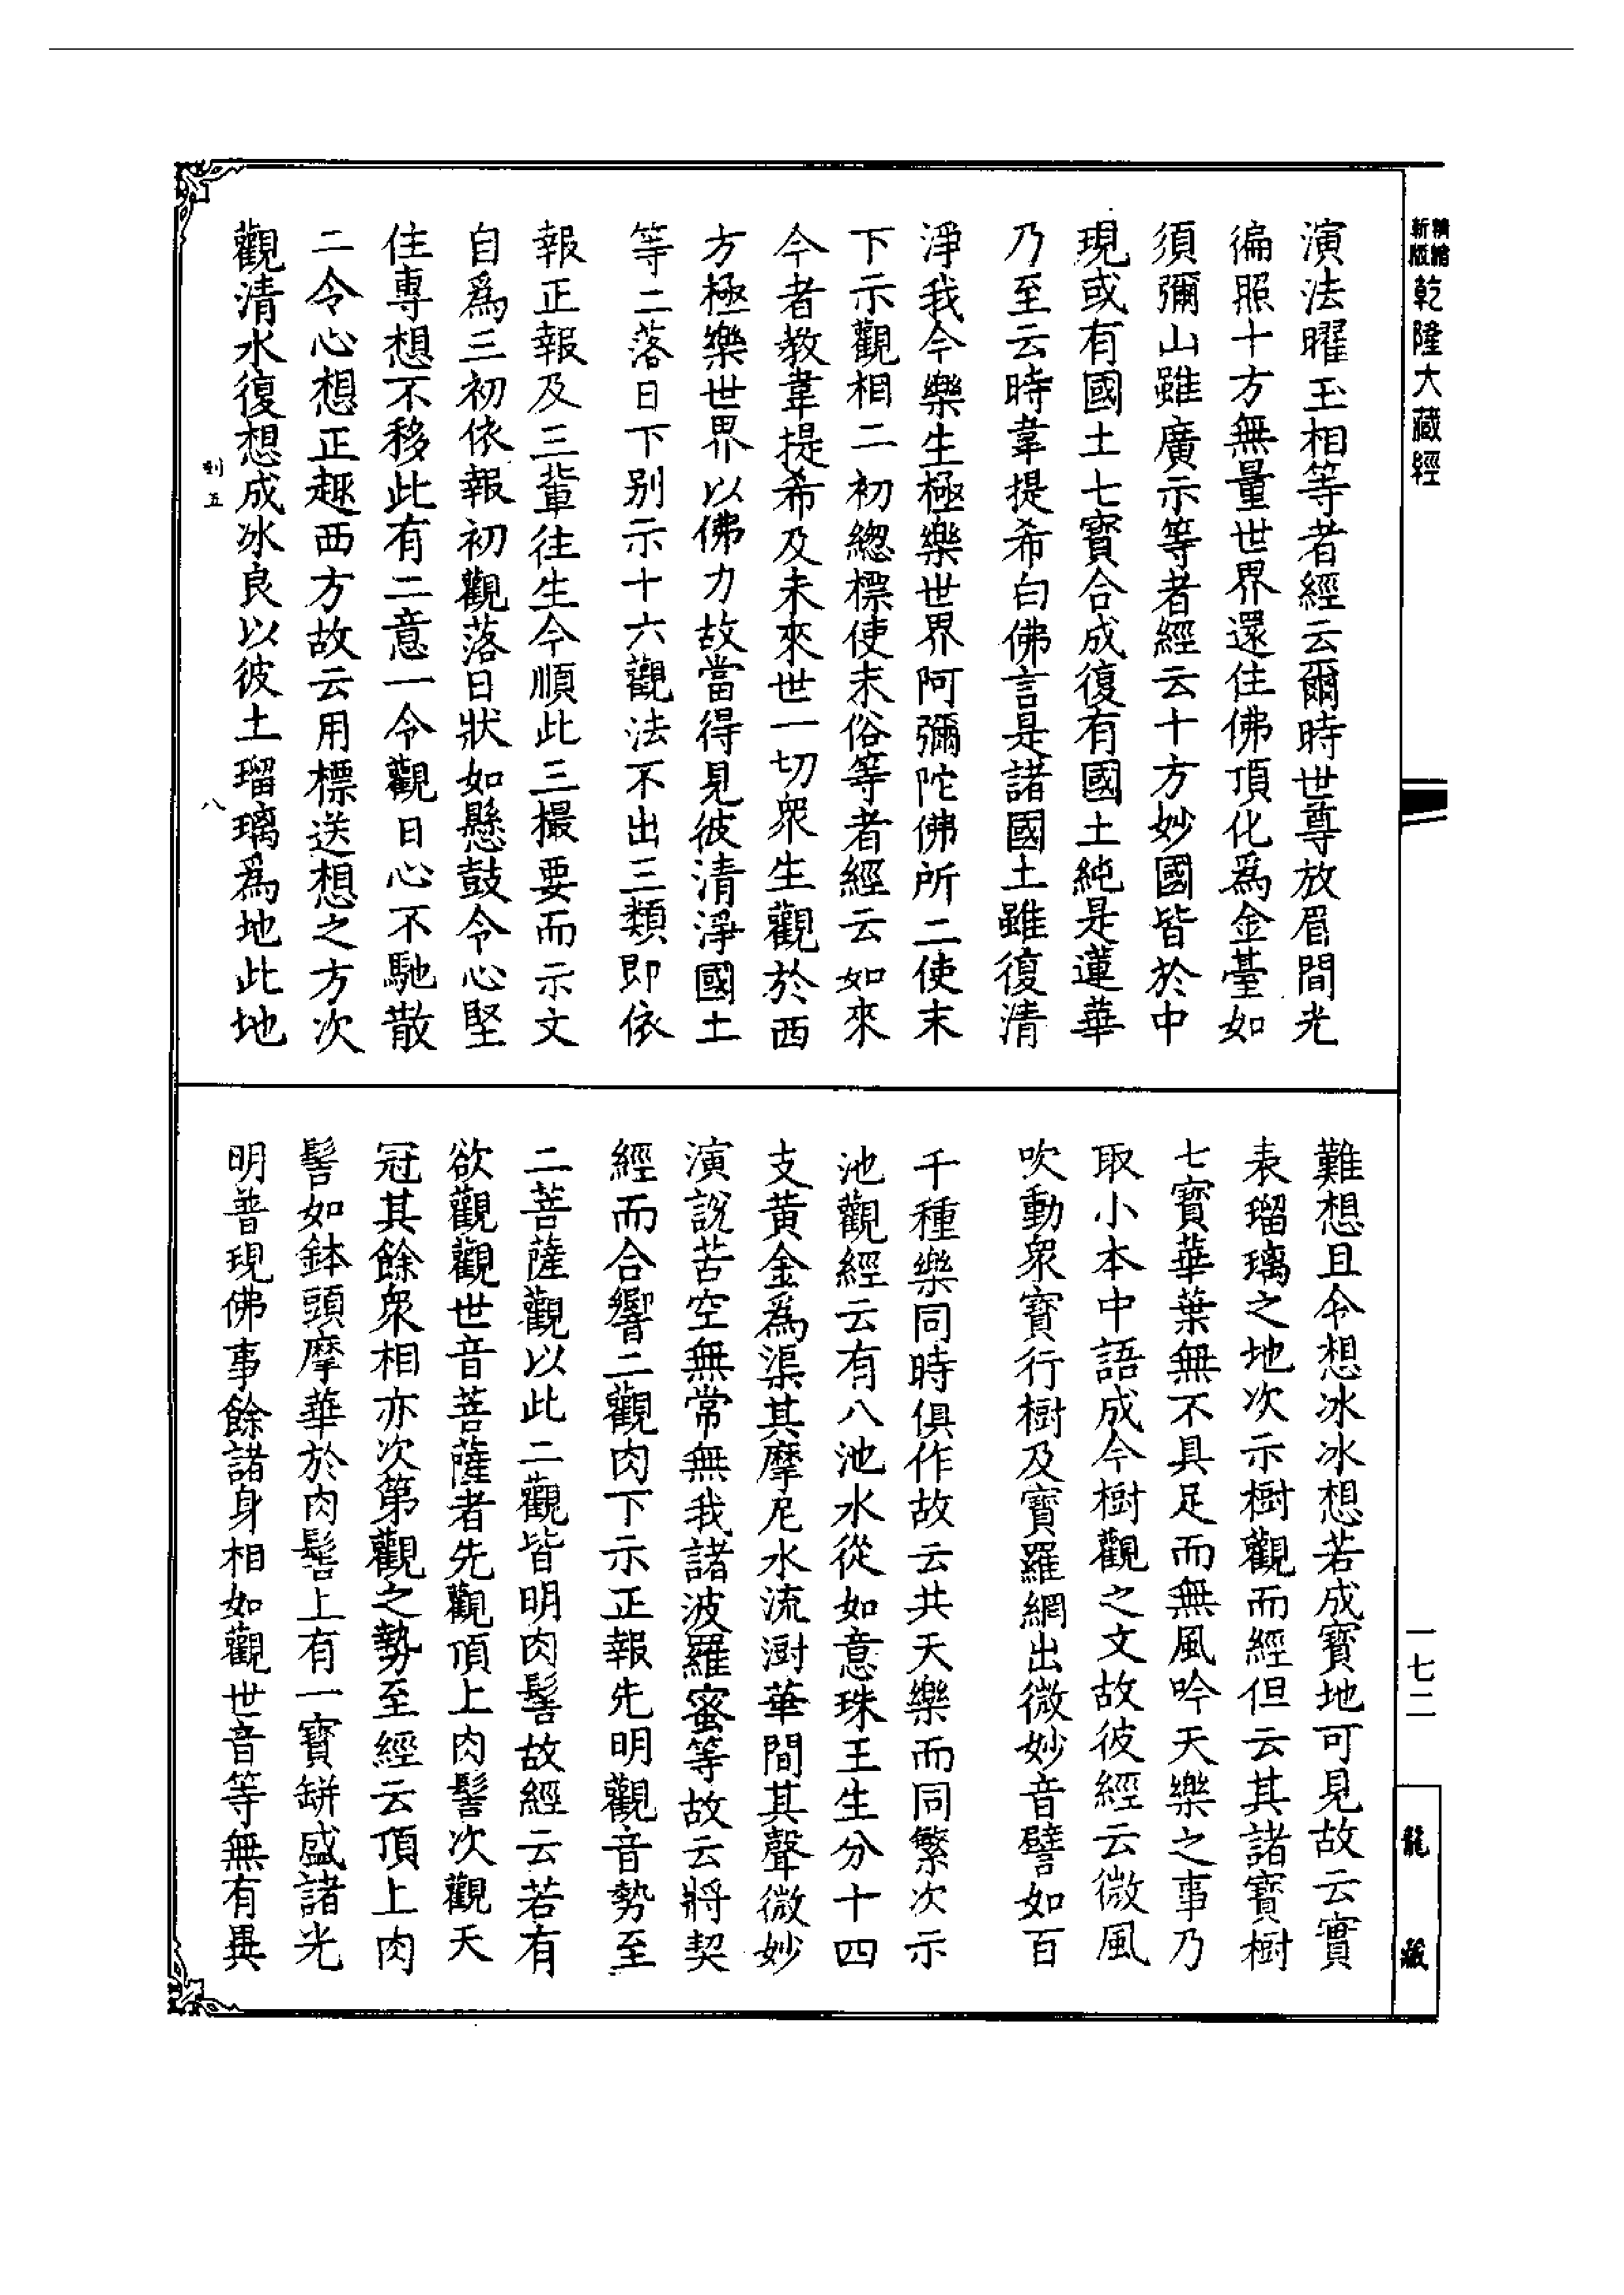 精縮
新版
乾隆大藏經
演法曜玉相等者經云爾時世尊放眉間光
徧照十方無量世界還住佛頂化爲金臺如
須彌山雖廣示等者經云十方妙國皆於中
現或有國土七寶合成復有國土純是蓮華
乃至云時韋提希白佛言是諸國土雖復清
淨我今樂生極樂世界阿彌陀佛所二使末
下示觀相二初總標使末俗等者經云如來
今者教韋提希及未來世一切衆生觀於西
方極樂世界以佛力故當得見彼清淨國土
等二落日下别示十六觀法不出三類即依
報正報及三輩往生今順此三撮要而示文
自爲三初依報初觀落日狀如懸鼓令心堅
住專想不移此有二意一令觀日心不馳散
二令心想正趣西方故云用標送想之方次
觀清水復想成冰良以彼土瑠璃爲地此地
八
難想且令想冰冰想若成寶地可見故云實
表瑠璃之地次示樹觀而經但云其諸寶樹
七寶華葉無不具足而無風吟天樂之事乃
取小本中語成今樹觀之文故彼經云微風
吹動衆寶行樹及寶羅網出微妙音譬如百
千種樂同時俱作故云共天樂而同繁次示
池觀經云有八池水從如意珠王生分十四
支黄金爲渠其摩尼水流澍華間其聲微妙
演說苦空無常無我諸波羅蜜等故云將契
經而合響二觀肉下示正報先明觀音勢至
二菩薩觀以此二觀皆明肉髻故經云若有
欲觀觀世音菩薩者先觀頂上肉髻次觀天
冠其餘衆相亦次第觀之勢至經云頂上肉
髻如鉢頭摩華於肉髻上有一寶缾盛諸光
明普現佛事餘諸身相如觀世音等無有異
一七二
龍藏